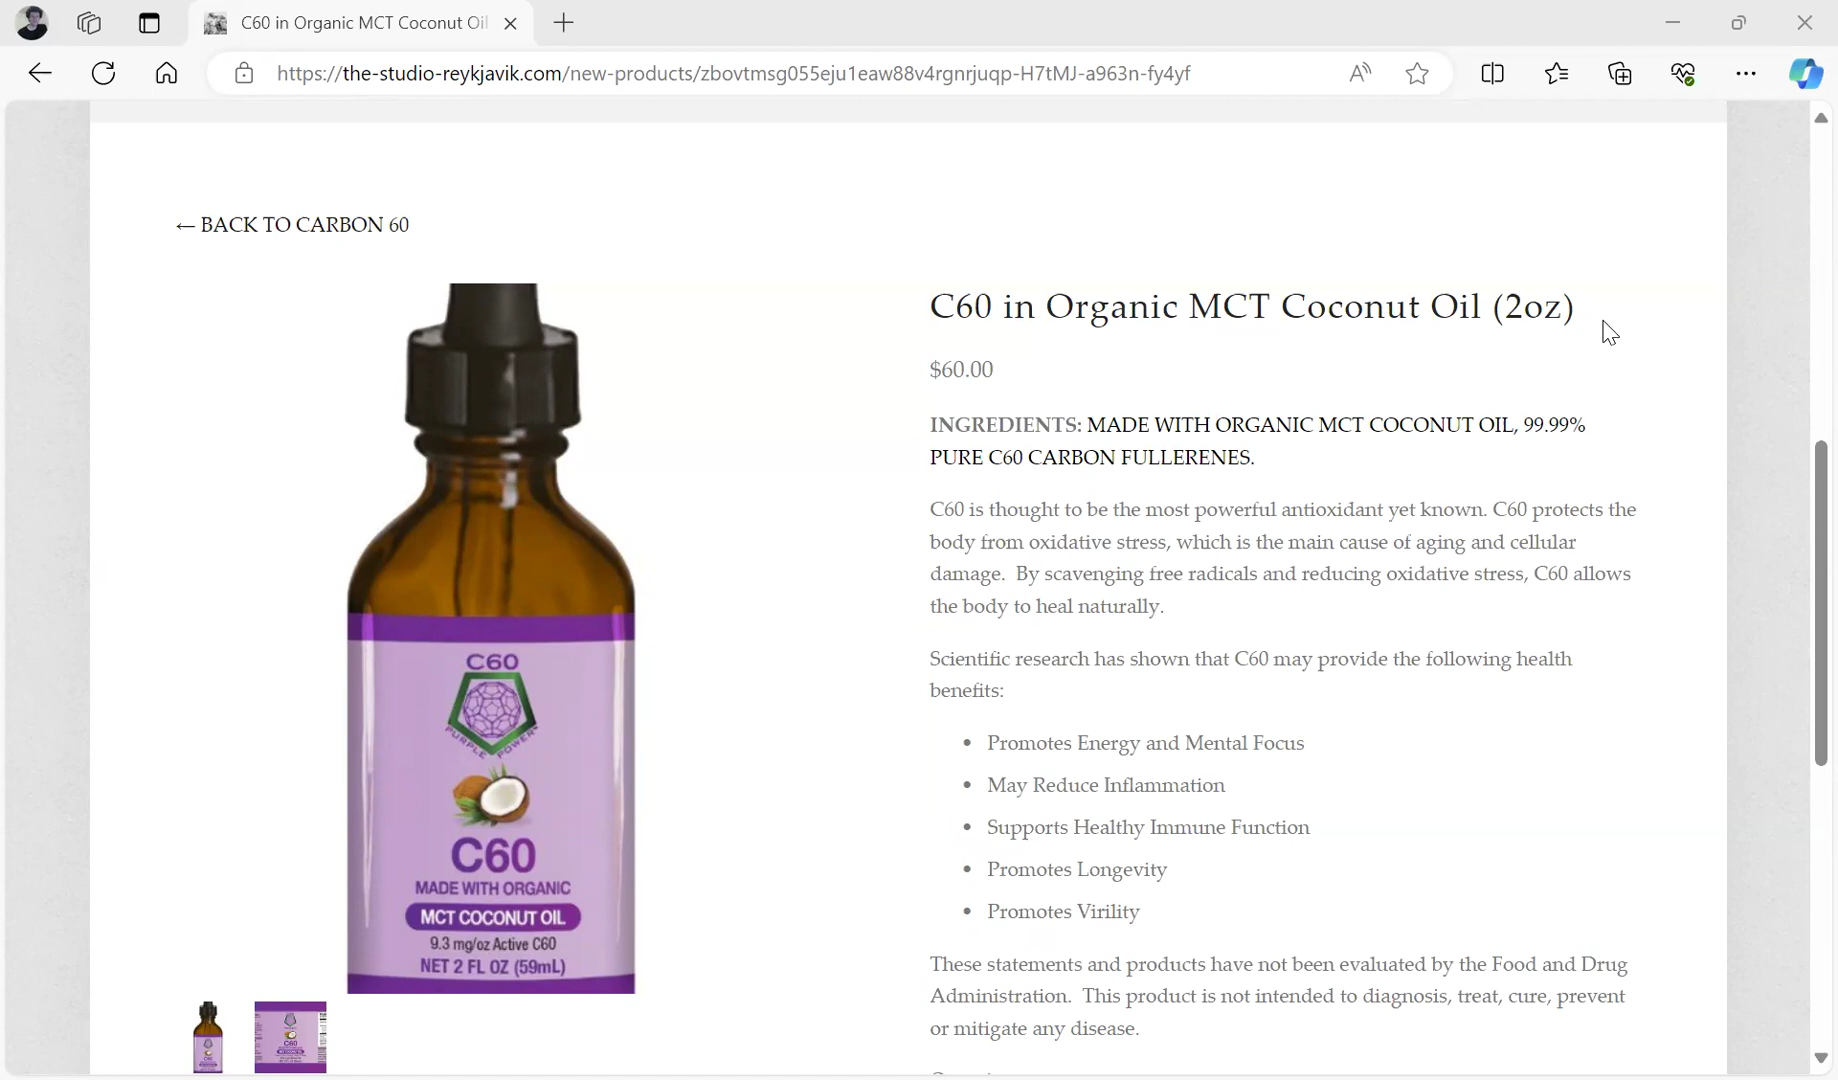 C60 in Organic MCT Coconut Oil
https://the-studio-reykjavik.com/new-products/zbovtmsg055eju1eaw88v4rgnrjuqp-H7tMJ-a963n-fy4yf
← BACK TO CARBON 60
C60 in Organic MCT Coconut Oil (2oz)
$60.00
INGREDIENTS: MADE WITH ORGANIC MCT COCONUT OIL, 99.99%
PURE C60 CARBON FULLERENES.
C60 is thought to be the most powerful antioxidant yet known. C60 protects the
body from oxidative stress, which is the main cause of aging and cellular
damage. By scavenging free radicals and reducing oxidative stress, C60 allows
the body to heal naturally.
Scientific research has shown that C60 may provide the following health
benefits:
• Promotes Energy and Mental Focus
• May Reduce Inflammation
• Supports Healthy Immune Function
• Promotes Longevity
• Promotes Virility
These statements and products have not been evaluated by the Food and Drug
Administration. This product is not intended to diagnosis, treat, cure, prevent
or mitigate any disease.
C60
PURPLE POWER
C60
MADE WITH ORGANIC
MCT COCONUT OIL
9.3 mg/oz Active C60
NET 2 FL OZ (59mL)